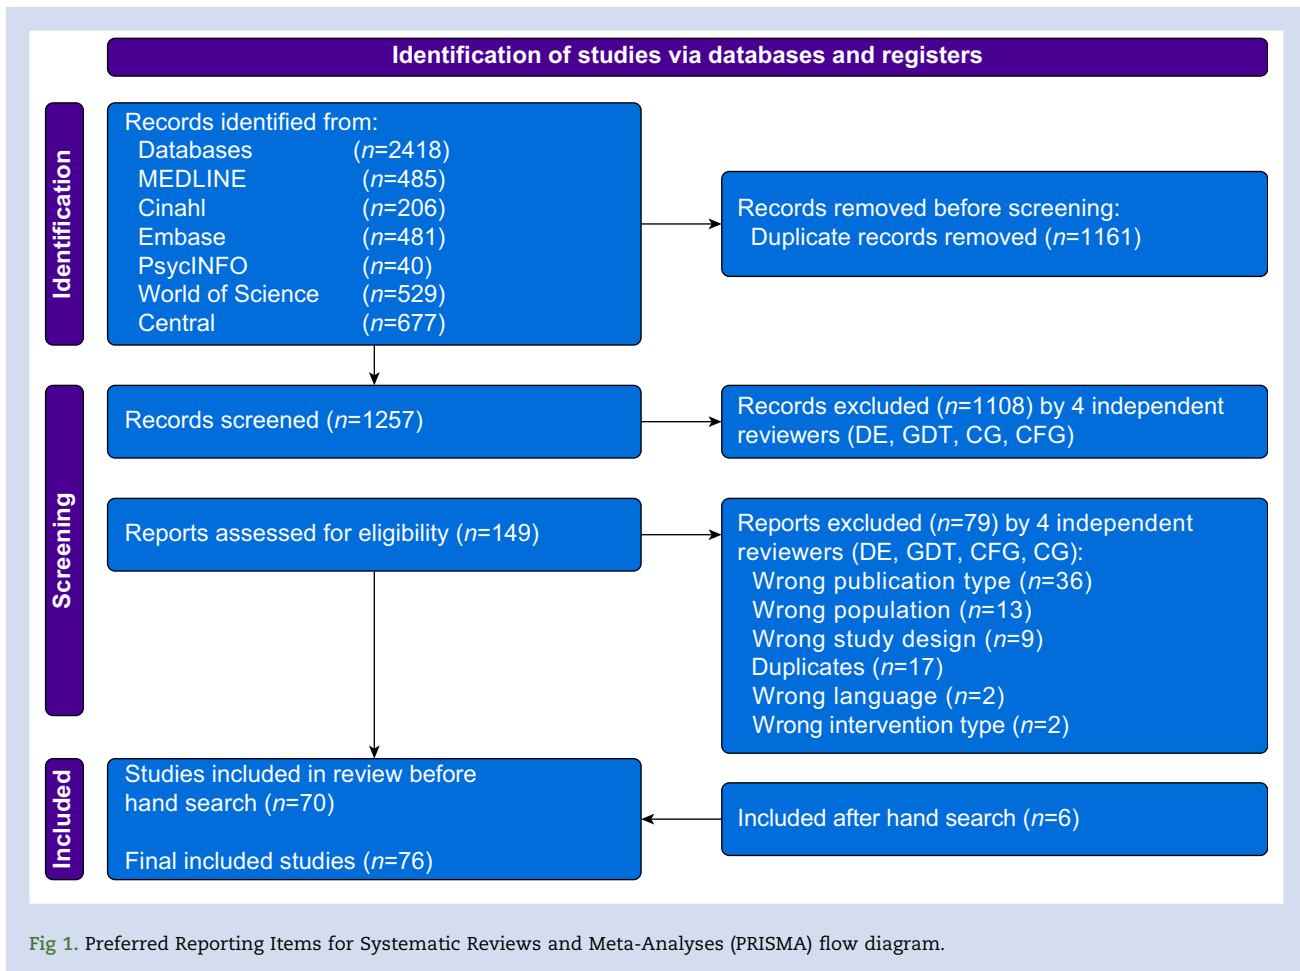 Identification of studies via databases and registers
Identification
Records identified from:
Databases (n=2418)
MEDLINE (n=485)
Cinahl (n=206)
Embase (n=481)
PsycINFO (n=40)
World of Science (n=529)
Central (n=677)
Records removed before screening:
Duplicate records removed (n=1161)
Screening
Records screened (n=1257)
Records excluded (n=1108) by 4 independent
reviewers (DE, GDT, CG, CFG)
Reports assessed for eligibility (n=149)
Reports excluded (n=79) by 4 independent
reviewers (DE, GDT, CFG, CG):
Wrong publication type (n=36)
Wrong population (n=13)
Wrong study design (n=9)
Duplicates (n=17)
Wrong language (n=2)
Wrong intervention type (n=2)
Included
Studies included in review before
hand search (n=70)
Final included studies (n=76)
Included after hand search (n=6)
Fig 1. Preferred Reporting Items for Systematic Reviews and Meta-Analyses (PRISMA) flow diagram.